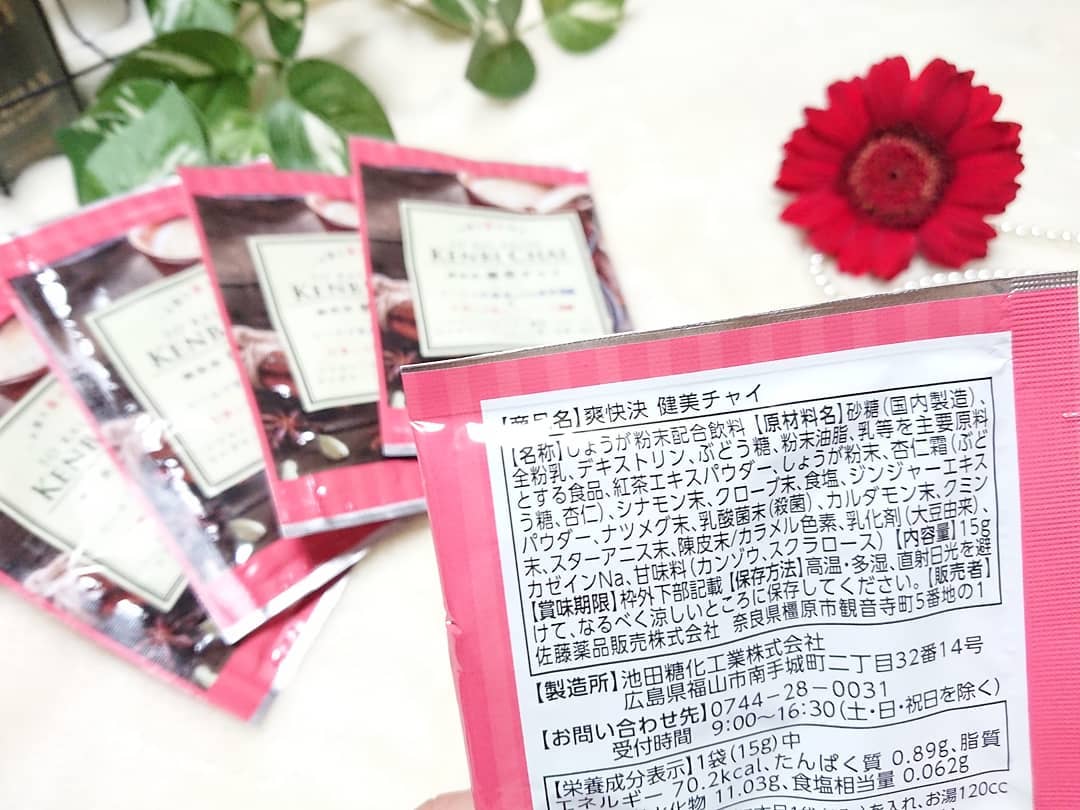 KENBI CHAI
KENB
KENB
KEN
【商品名】爽快決 健美チャイ
【名称】しょうが粉末配合飲料【原材料名】砂糖(国内製造)、
全粉乳、デキストリン、ぶどう糖、粉末油脂、乳等を主要原料
とする食品、紅茶エキスパウダー、しょうが粉末、杏仁霜(ぶど
う糖、杏仁)、シナモン末、クローブ末、食塩、ジンジャーエキス
パウダー、ナツメグ末、乳酸菌末(殺菌)、カルダモン末、クミン
末、スターアニス末、陳皮末/カラメル色素、乳化剤(大豆由来)、
カゼインNa、甘味料(カンゾウ、スクラロース)【内容量】15g
【賞味期限】枠外下部記載【保存方法】高温・多湿、直射日光を避
けて、なるべく涼しいところに保存してください。【販売者】
佐藤薬品販売株式会社 奈良県橿原市観音寺町5番地の1
【製造所】池田糖化工業株式会社
広島県福山市南手城町二丁目32番14号
【お問い合わせ先】0744-28-0031
受付時間 9:00～16:30(土・日・祝日を除く)
【栄養成分表示】1袋(15g)中
エネルギー 70.2kcal、たんぱく質 0.89g、脂質
水化物 11.03g、食塩相当量 0.062g
を入れ、お湯120cc